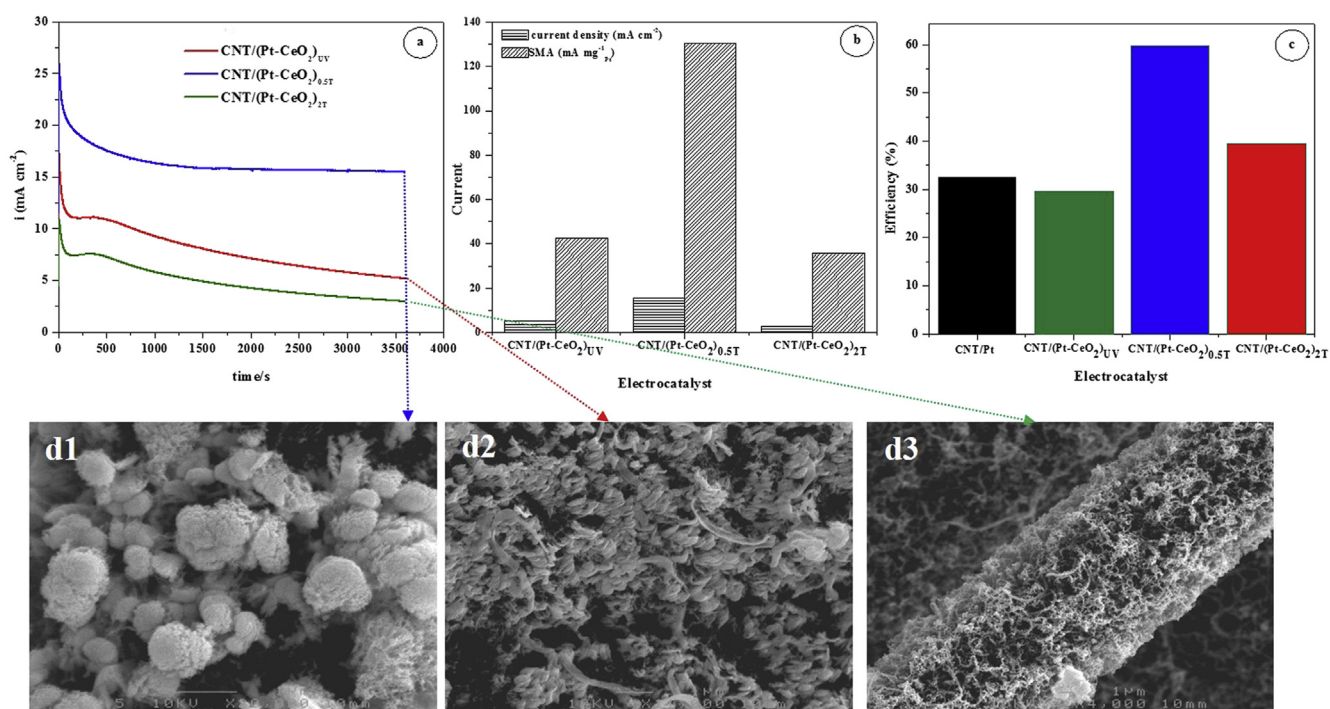 a
CNT/(Pt-CeO2)UV
CNT/(Pt-CeO2)0.5T
CNT/(Pt-CeO2)2T
i (mA cm-2)
30
25
20
15
10
5
0
0 500 1000 1500 2000 2500 3000 3500 4000
time/s
b
current density (mA cm-2)
SMA (mA mg-1Pt)
Current
140
120
100
80
60
40
20
0
CNT/(Pt-CeO2)UV CNT/(Pt-CeO2)0.5T CNT/(Pt-CeO2)2T
Electrocatalyst
c
Efficiency (%)
60
50
40
30
20
10
0
CNT/Pt CNT/(Pt-CeO2)UV CNT/(Pt-CeO2)0.5T CNT/(Pt-CeO2)2T
Electrocatalyst
d1
d2
d3
10KV
10KV
1µm
4,000 10mm